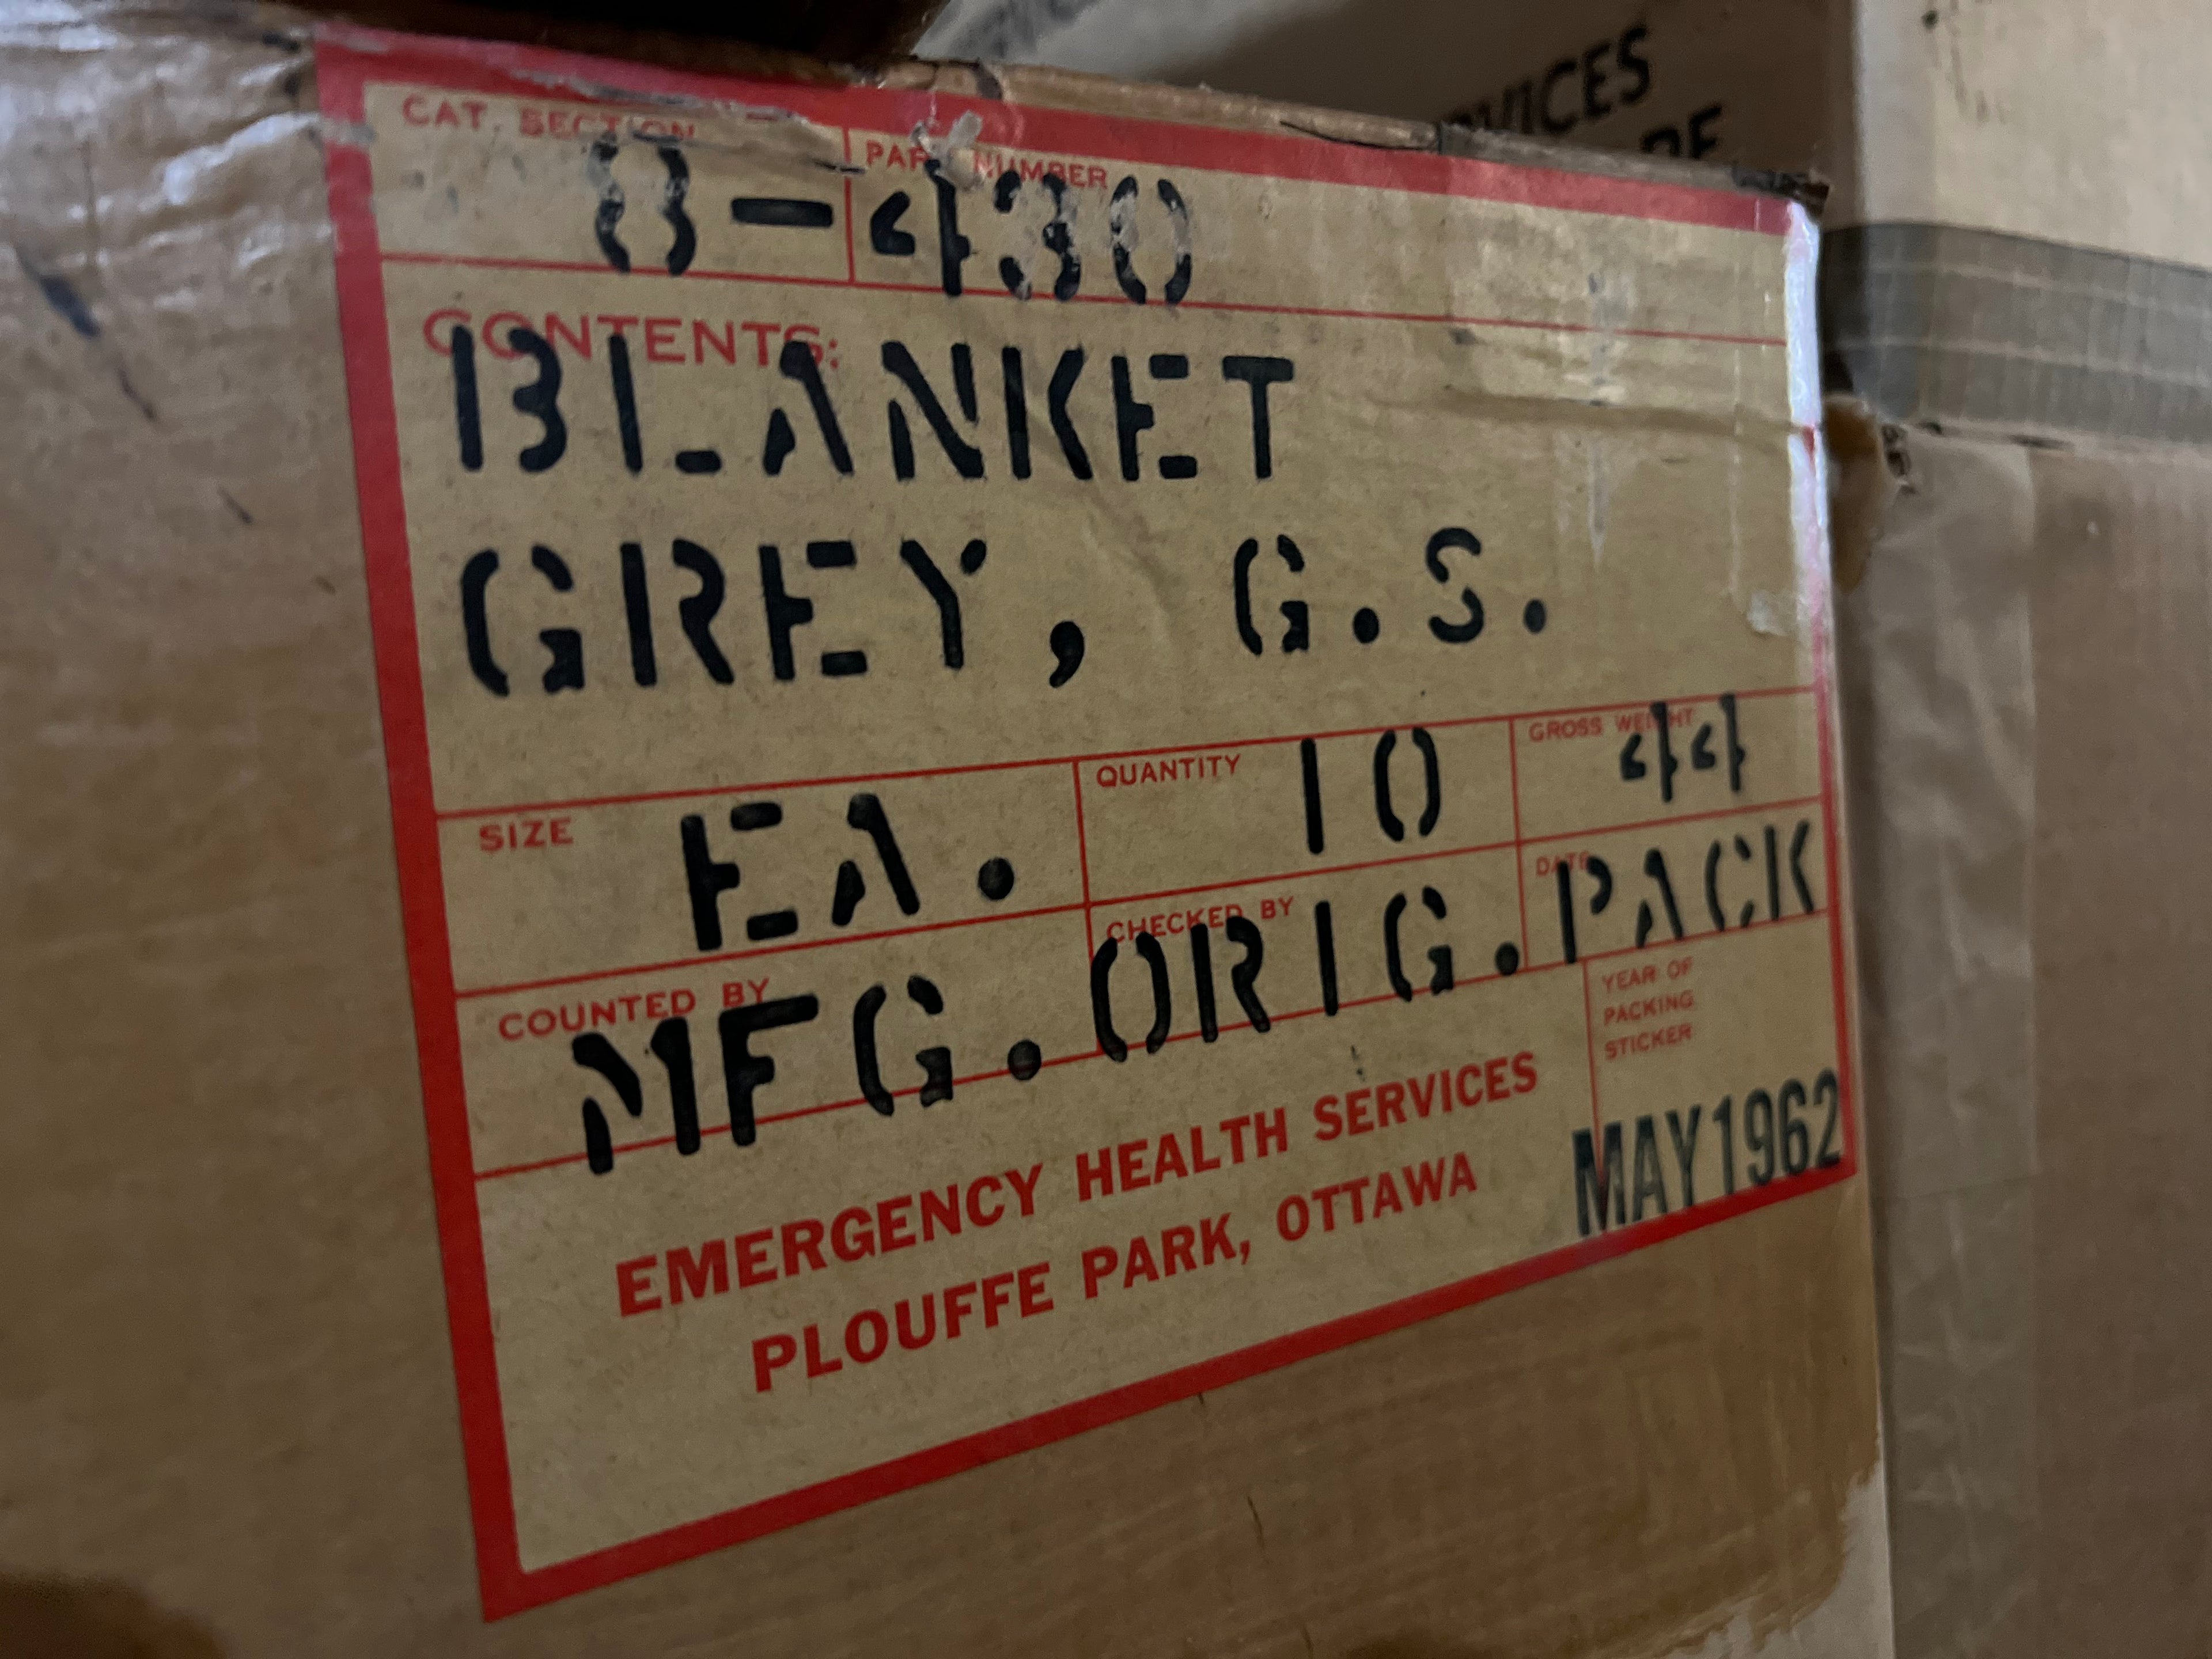 VICES
CAT. SECTION
PART NUMBER
8-430
CONTENTS:
BLANKET
GREY, G.S.
SIZE EA.
QUANTITY 10
GROSS WEIGHT 44
COUNTED BY
CHECKED BY
DATE
MFG.ORIG.PACK
YEAR OF
PACKING
STICKER
MAY 1962
EMERGENCY HEALTH SERVICES
PLOUFFE PARK, OTTAWA